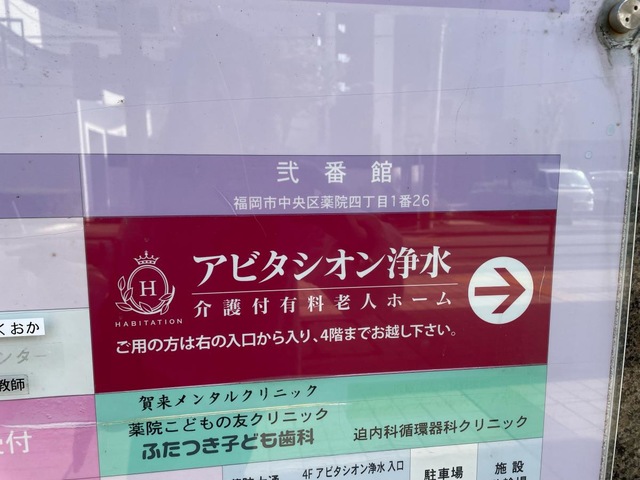 弐番館
福岡市中央区薬院四丁目1番26
アビタシオン浄水
H
HABITATION
介護付有料老人ホーム
ご用の方は右の入口から入り、4階までお越し下さい。
くおか
ンター
教師
付
賀来メンタルクリニック
薬院こどもの友クリニック
ふたつき子ども歯科
迫内科循環器科クリニック
4F アビタシオン浄水 入口
駐車場
施設